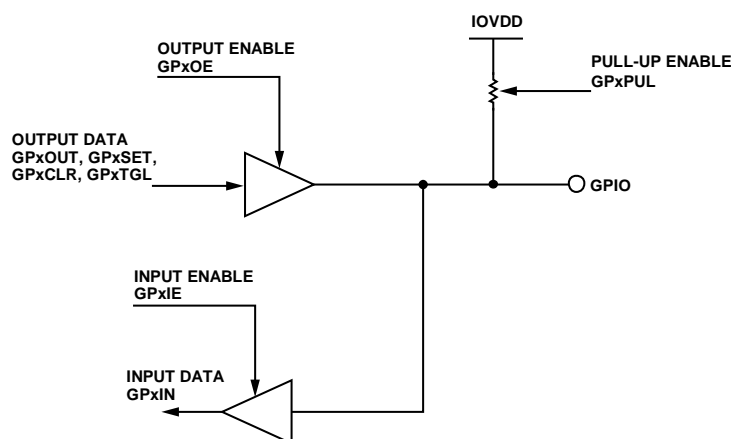 OUTPUT ENABLE
GPxOE
IOVDD
PULL-UP ENABLE
GPxPUL
OUTPUT DATA
GPxOUT, GPxSET,
GPxCLR, GPxTGL
GPIO
INPUT ENABLE
GPxIE
INPUT DATA
GPxIN